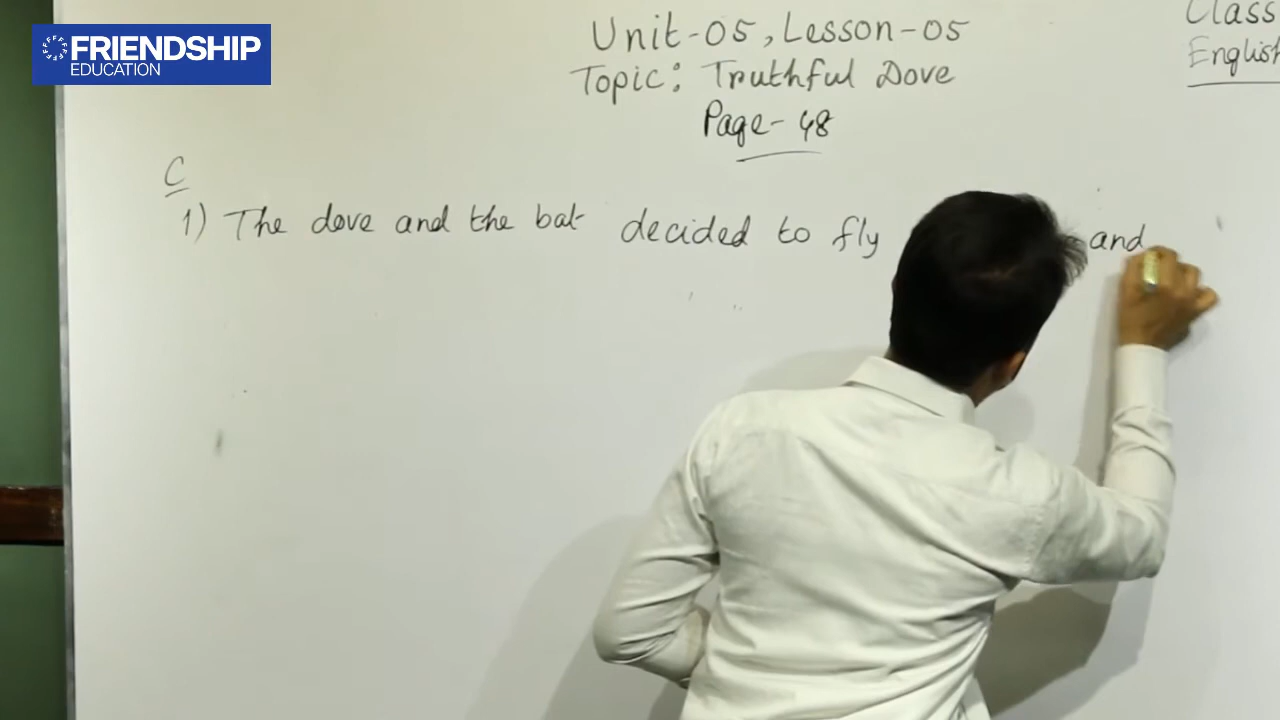 FRIENDSHIP
EDUCATION
Unit-05, Lesson-05
Topic: Truthful Dove
Page-48
Class
English
C
1) The dove and the bat decided to fly and